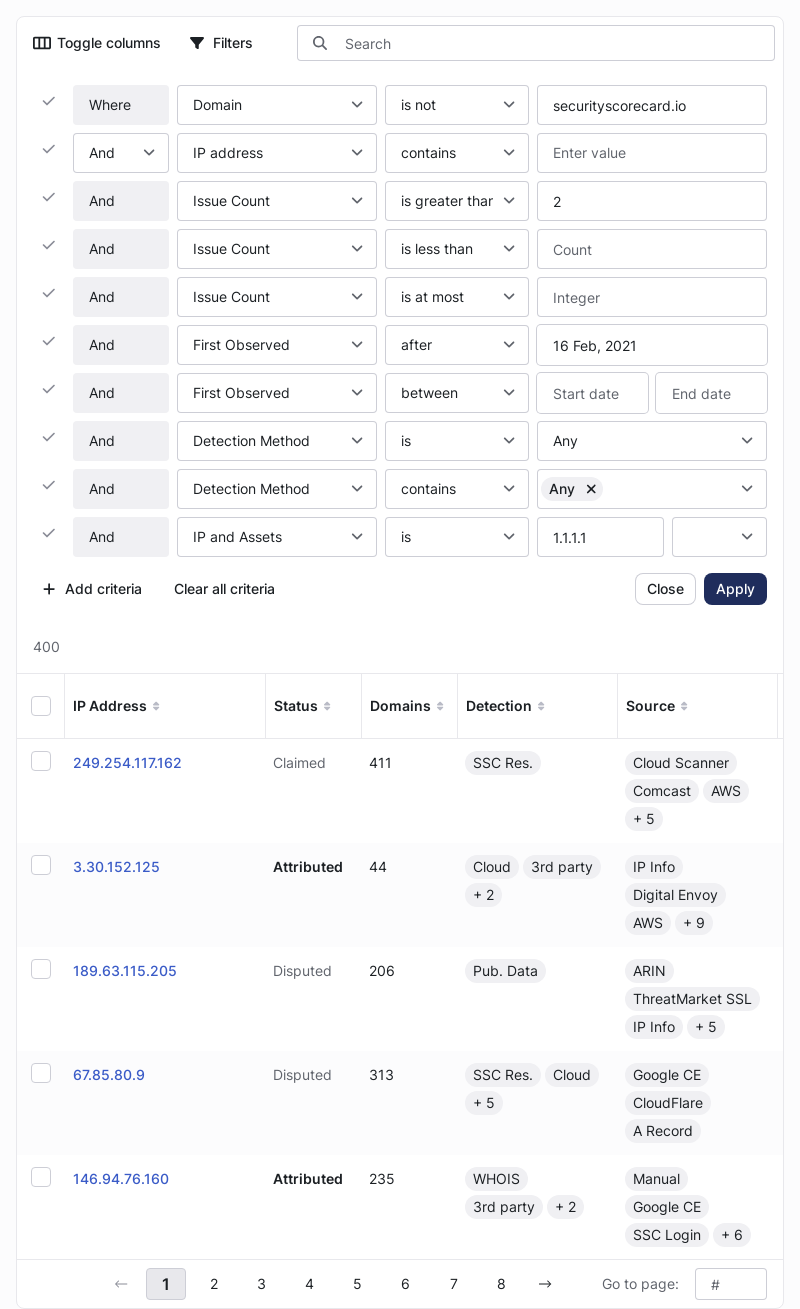 Toggle columns Filters Search
Where Domain is not securityscorecard.io
And IP address contains Enter value
And Issue Count is greater than 2
And Issue Count is less than Count
And Issue Count is at most Integer
And First Observed after 16 Feb, 2021
And First Observed between Start date End date
And Detection Method is Any
And Detection Method contains Any
And IP and Assets is 1.1.1.1
Add criteria Clear all criteria Close Apply
400
IP Address Status Domains Detection Source
249.254.117.162 Claimed 411 SSC Res. Cloud Scanner
Comcast AWS
+ 5
3.30.152.125 Attributed 44 Cloud 3rd party IP Info
+ 2 Digital Envoy
AWS + 9
189.63.115.205 Disputed 206 Pub. Data ARIN
ThreatMarket SSL
IP Info + 5
67.85.80.9 Disputed 313 SSC Res. Cloud Google CE
+ 5 CloudFlare
A Record
146.94.76.160 Attributed 235 WHOIS Manual
3rd party + 2 Google CE
SSC Login + 6
← 1 2 3 4 5 6 7 8 → Go to page: #